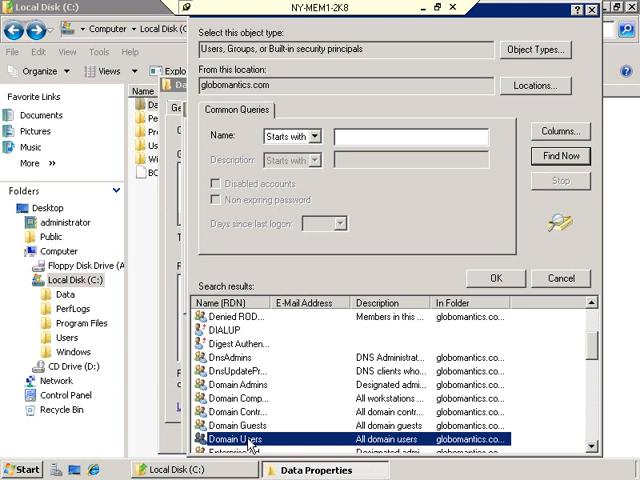 Local Disk (C:)
NY-MEM1-2K8
Computer
Local Disk
File
Edit
View
Tools
Organize
Views
Explo
Favorite Links
Documents
Pictures
Music
More »
Folders
Desktop
administrator
Public
Computer
Floppy Disk Drive (A
Local Disk (C:)
Data
PerfLogs
Program Files
Users
Windows
CD Drive (D:)
Network
Control Panel
Recycle Bin
Name
Da
Pe
Pr
Us
Wi
BC
Select this object type:
Users, Groups, or Built-in security principals
Object Types...
From this location:
globomantics.com
Locations...
Common Queries
Name:
Starts with
Description:
Starts with
Disabled accounts
Non expiring password
Days since last logon:
Columns...
Find Now
Stop
OK
Cancel
Search results:
Name (RDN) E-Mail Address Description In Folder
Denied ROD... Members in this ... globomantics.co...
DIALUP
Digest Authen...
DnsAdmins DNS Administrat... globomantics.co...
DnsUpdatePr... DNS clients who... globomantics.co...
Domain Admins Designated admi... globomantics.co...
Domain Comp... All workstations ... globomantics.co...
Domain Contr... All domain contr... globomantics.co...
Domain Guests All domain guests globomantics.co...
Domain Users All domain users globomantics.co...
Start
Local Disk (C:)
Data Properties